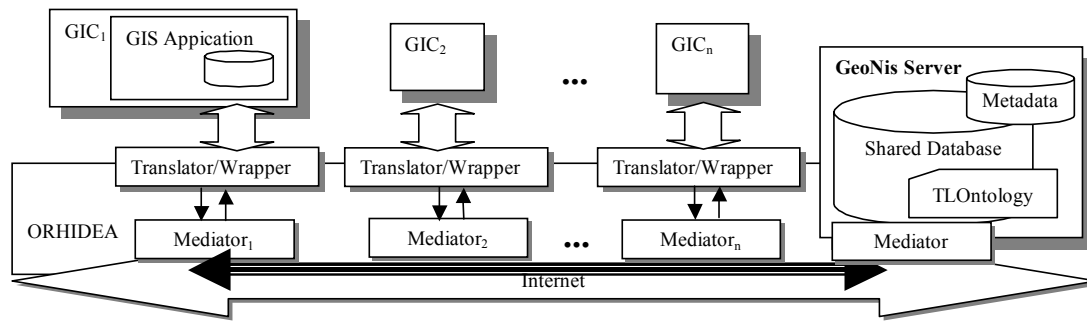 GIC₁
GIS Appication
GIC₂
...
GICₙ
GeoNis Server
Metadata
Shared Database
TLOntology
Mediator
Translator/Wrapper
Translator/Wrapper
Translator/Wrapper
ORHIDEA
Mediator₁
Mediator₂
...
Mediatorₙ
Internet